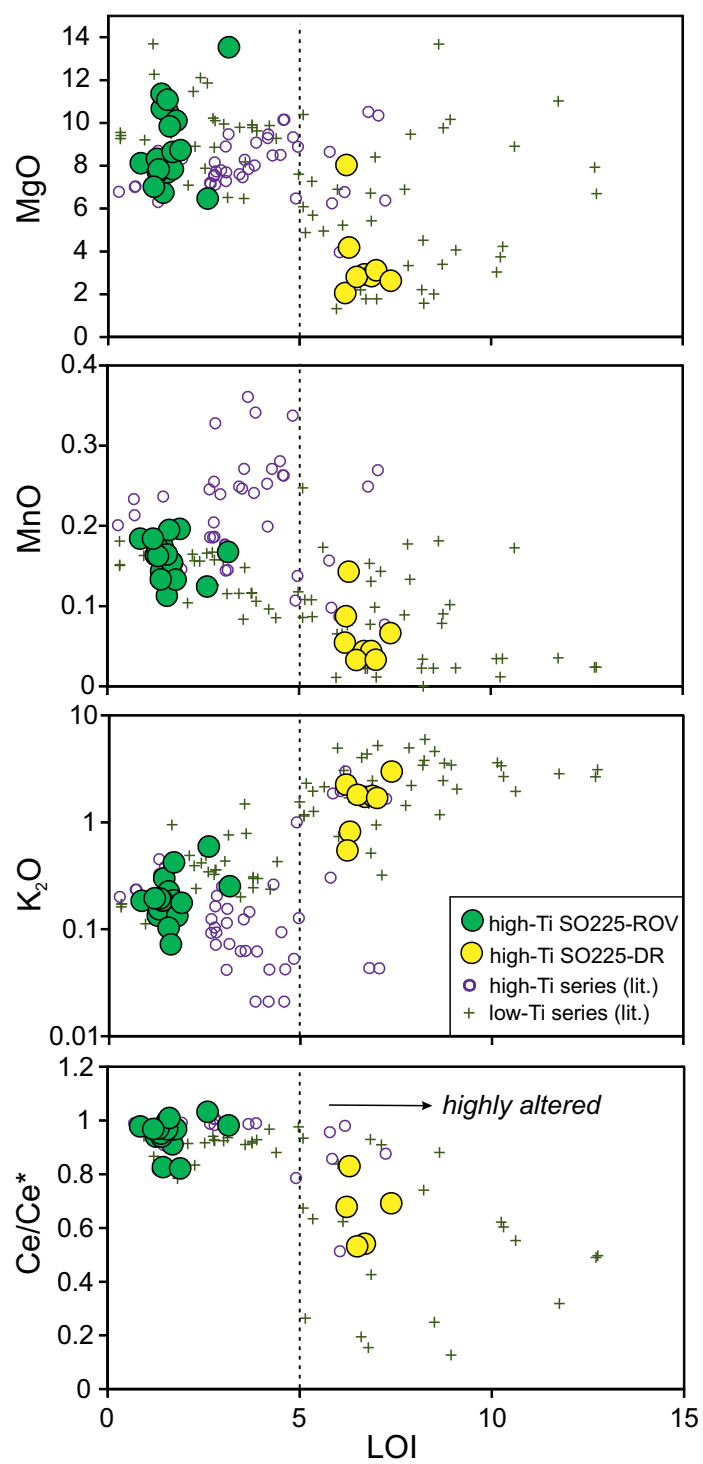 14
12
10
8
6
4
2
0
MgO
0.4
0.3
0.2
0.1
0
MnO
10
1
0.1
0.01
K₂O
high-Ti SO225-ROV
high-Ti SO225-DR
high-Ti series (lit.)
low-Ti series (lit.)
1.2
1
0.8
0.6
0.4
0.2
0
Ce/Ce*
highly altered
0 5 10 15
LOI